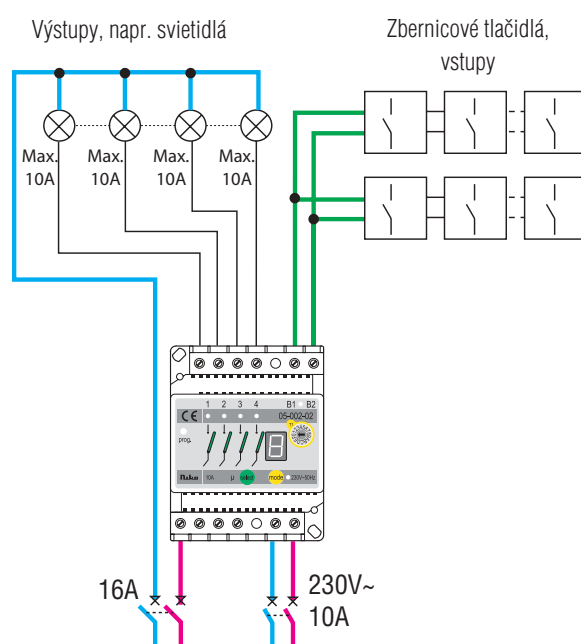 Výstupy, napr. svietidlá
Zbernicové tlačidlá,
vstupy
Max.
10A
Max.
10A
Max.
10A
Max.
10A
1 2 3 4 B1 B2
CE 05-002-02
prog.
Niko 10A μ select mode 230V~50Hz
16A
230V~
10A